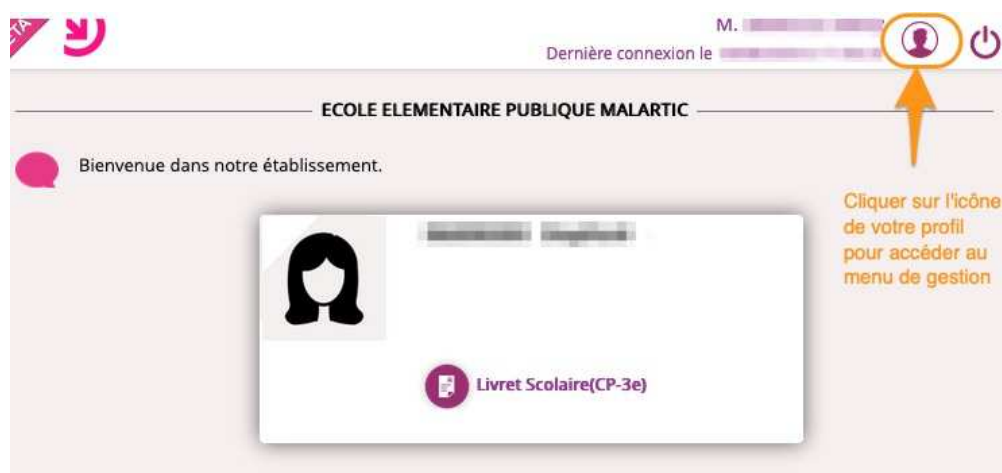 M.
Dernière connexion le
ECOLE ELEMENTAIRE PUBLIQUE MALARTIC
Bienvenue dans notre établissement.
Cliquer sur l'icône
de votre profil
pour accéder au
menu de gestion
Livret Scolaire(CP-3e)